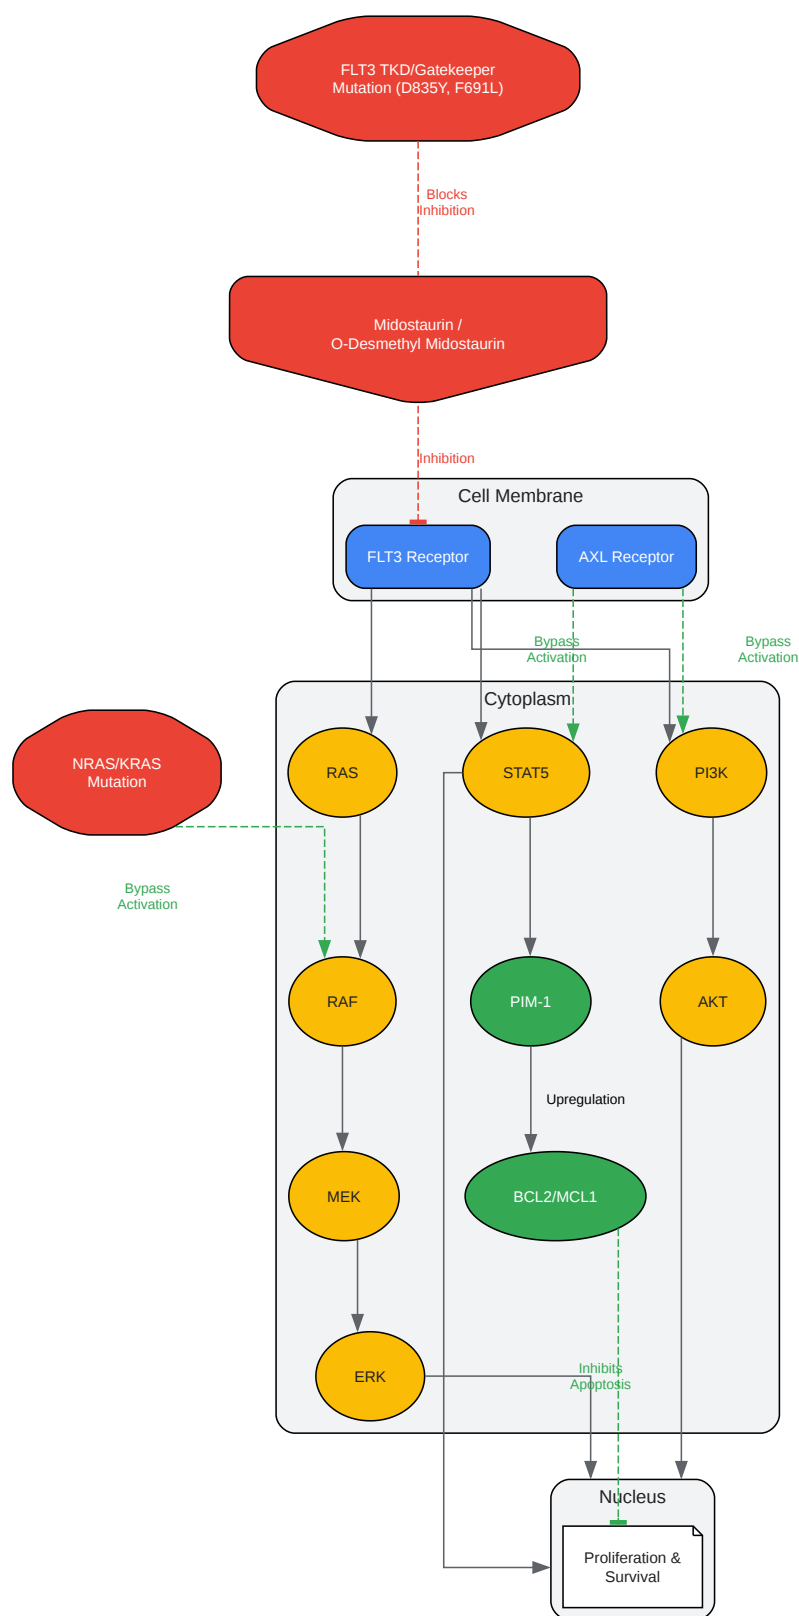 FLT3 TKD/Gatekeeper
Mutation (D835Y, F691L)
Blocks
Inhibition
Midostaurin /
O-Desmethyl Midostaurin
Inhibition
Cell Membrane
FLT3 Receptor
AXL Receptor
Bypass
Activation
Bypass
Activation
Cytoplasm
NRAS/KRAS
Mutation
RAS
STAT5
PI3K
Bypass
Activation
RAF
PIM-1
AKT
Upregulation
MEK
BCL2/MCL1
ERK
Inhibits
Apoptosis
Nucleus
Proliferation &
Survival